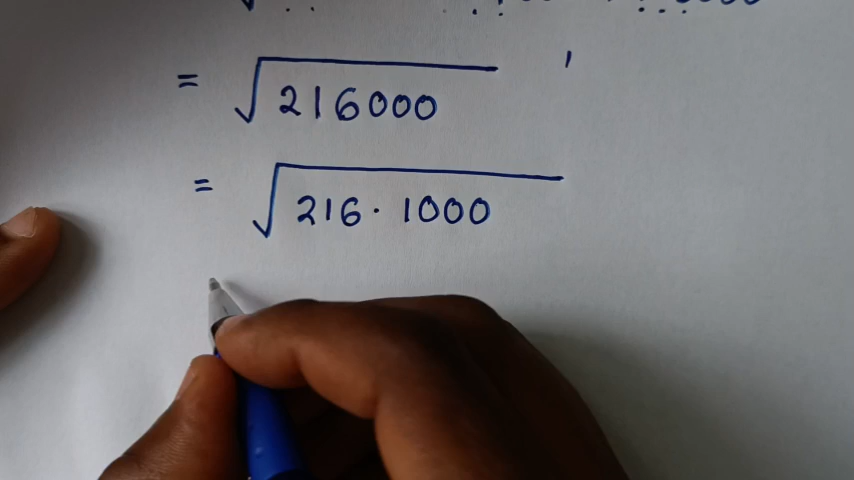 = √216000
= √216 · 1000